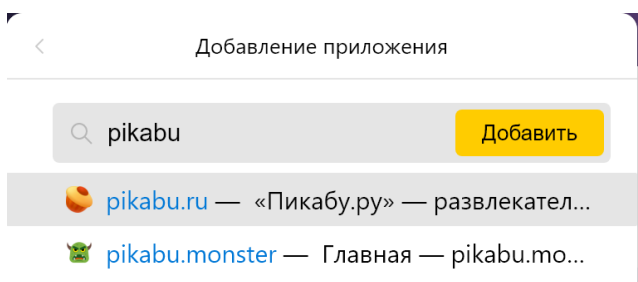 Добавление приложения
pikabu
Добавить
pikabu.ru — «Пикабу.ру» — развлекател...
pikabu.monster — Главная — pikabu.mo...